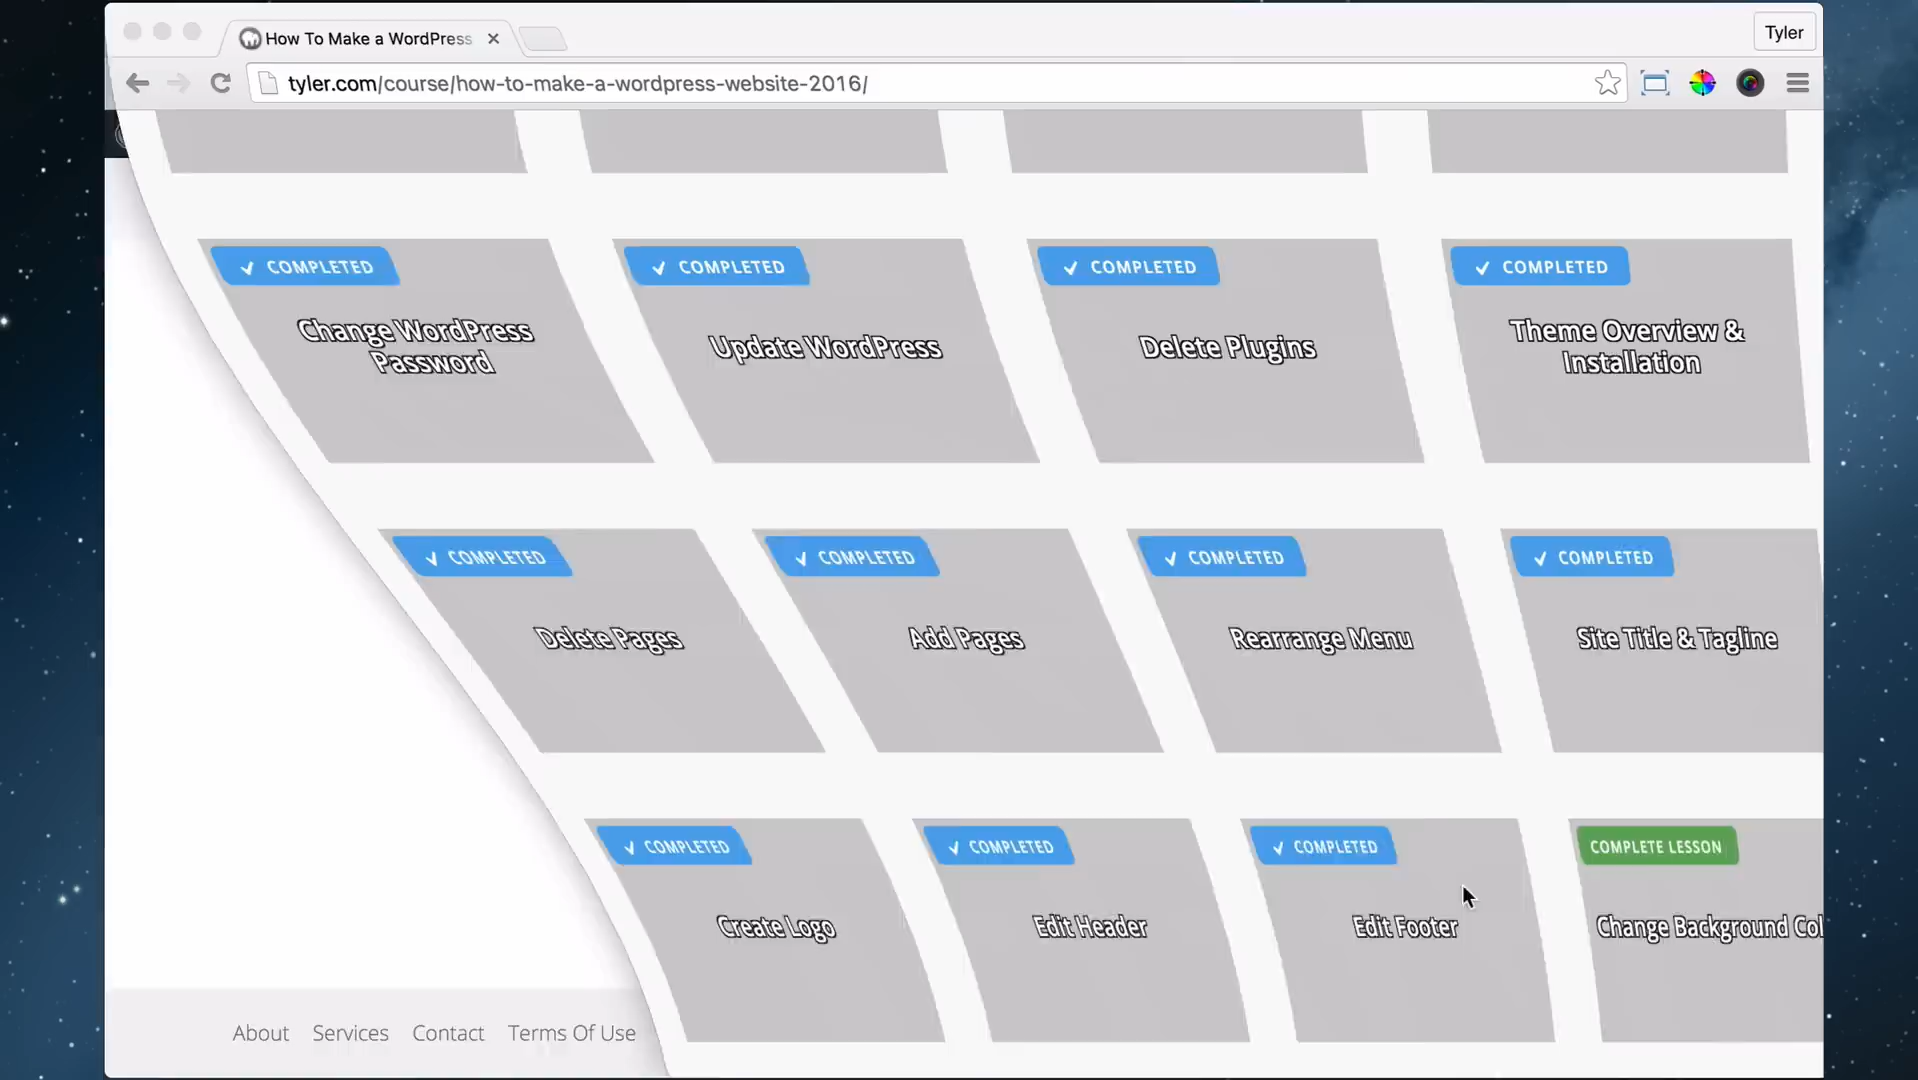 How To Make a WordPress
Tyler
tyler.com/course/how-to-make-a-wordpress-website-2016/
COMPLETED
COMPLETED
COMPLETED
COMPLETED
Change WordPress
Password
Update WordPress
Delete Plugins
Theme Overview &
Installation
COMPLETED
COMPLETED
COMPLETED
COMPLETED
Delete Pages
Add Pages
Rearrange Menu
Site Title & Tagline
COMPLETED
COMPLETED
COMPLETED
COMPLETE LESSON
Create Logo
Edit Header
Edit Footer
Change Background Col
About
Services
Contact
Terms Of Use